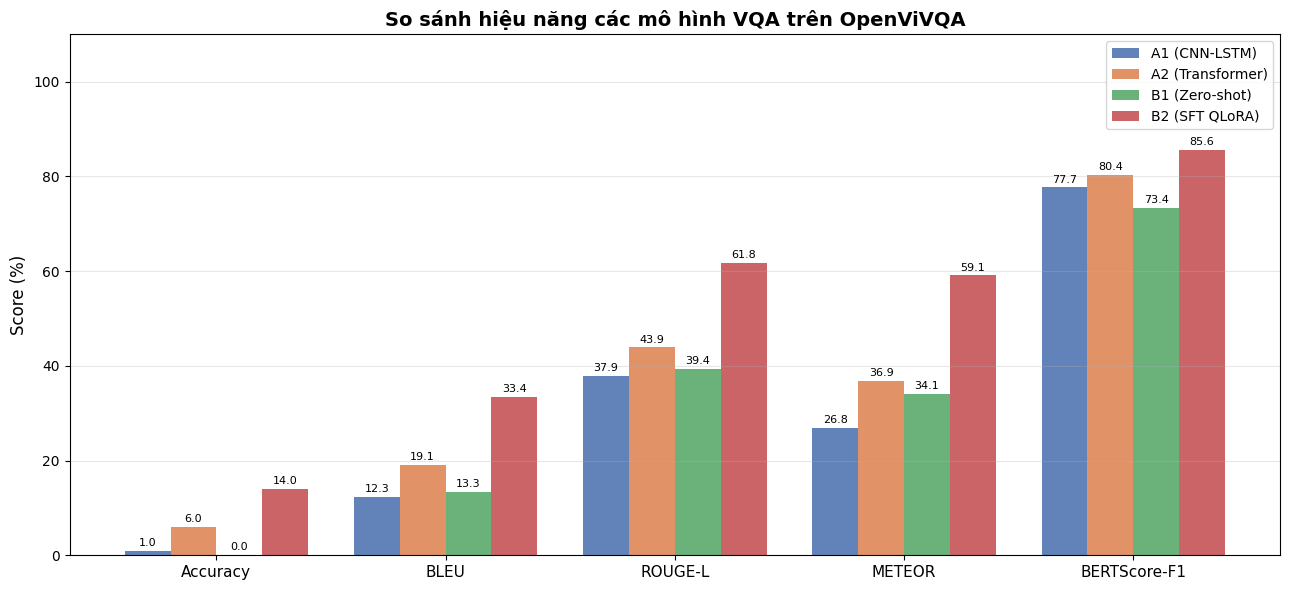 So sánh hiệu năng các mô hình VQA trên OpenViVQA
A1 (CNN-LSTM)
A2 (Transformer)
B1 (Zero-shot)
B2 (SFT QLoRA)
Score (%)
100
80
60
40
20
0
1.0
6.0
0.0
14.0
12.3
19.1
13.3
33.4
37.9
43.9
39.4
61.8
26.8
36.9
34.1
59.1
77.7
80.4
73.4
85.6
Accuracy
BLEU
ROUGE-L
METEOR
BERTScore-F1